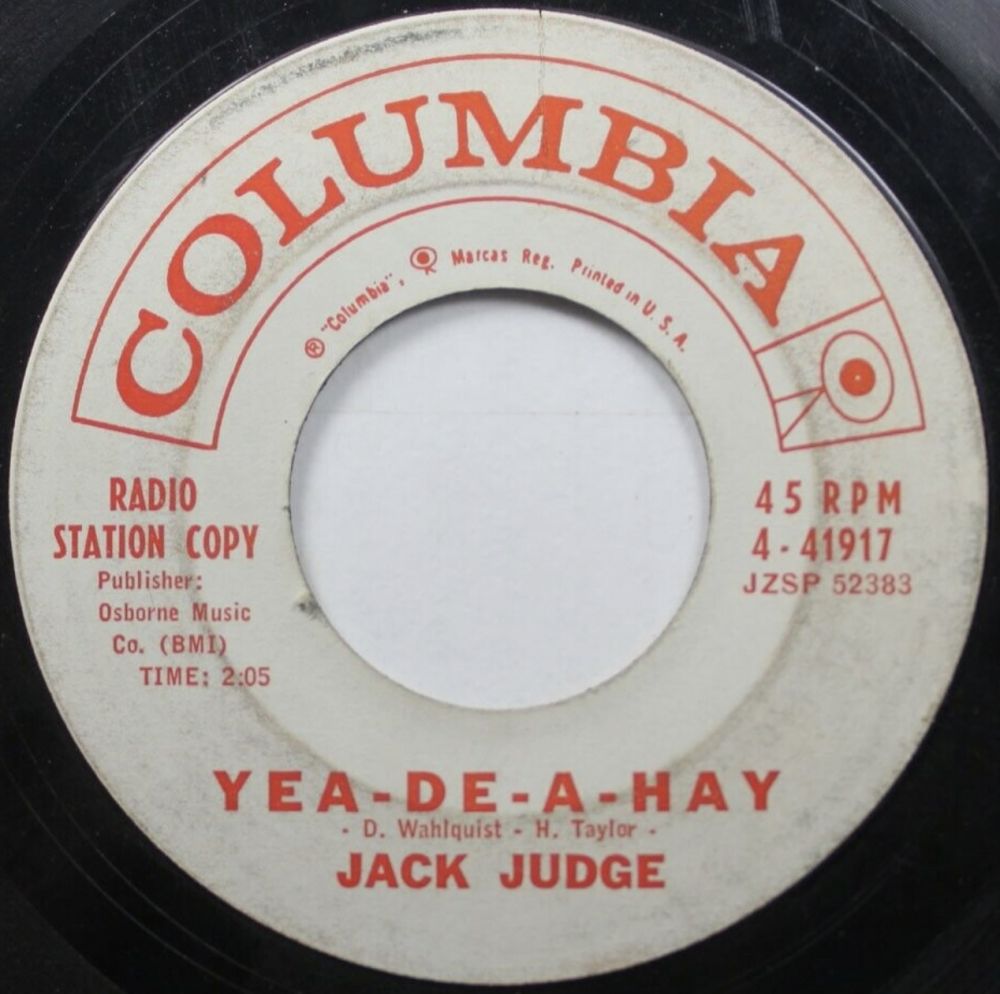 COLUMBIA
® "Columbia", Marcas Reg. Printed in U. S. A.
RADIO
STATION COPY
Publisher:
Osborne Music
Co. (BMI)
TIME: 2:05
45 RPM
4-41917
JZSP 52383
YEA-DE-A-HAY
- D. Wahlquist - H. Taylor -
JACK JUDGE